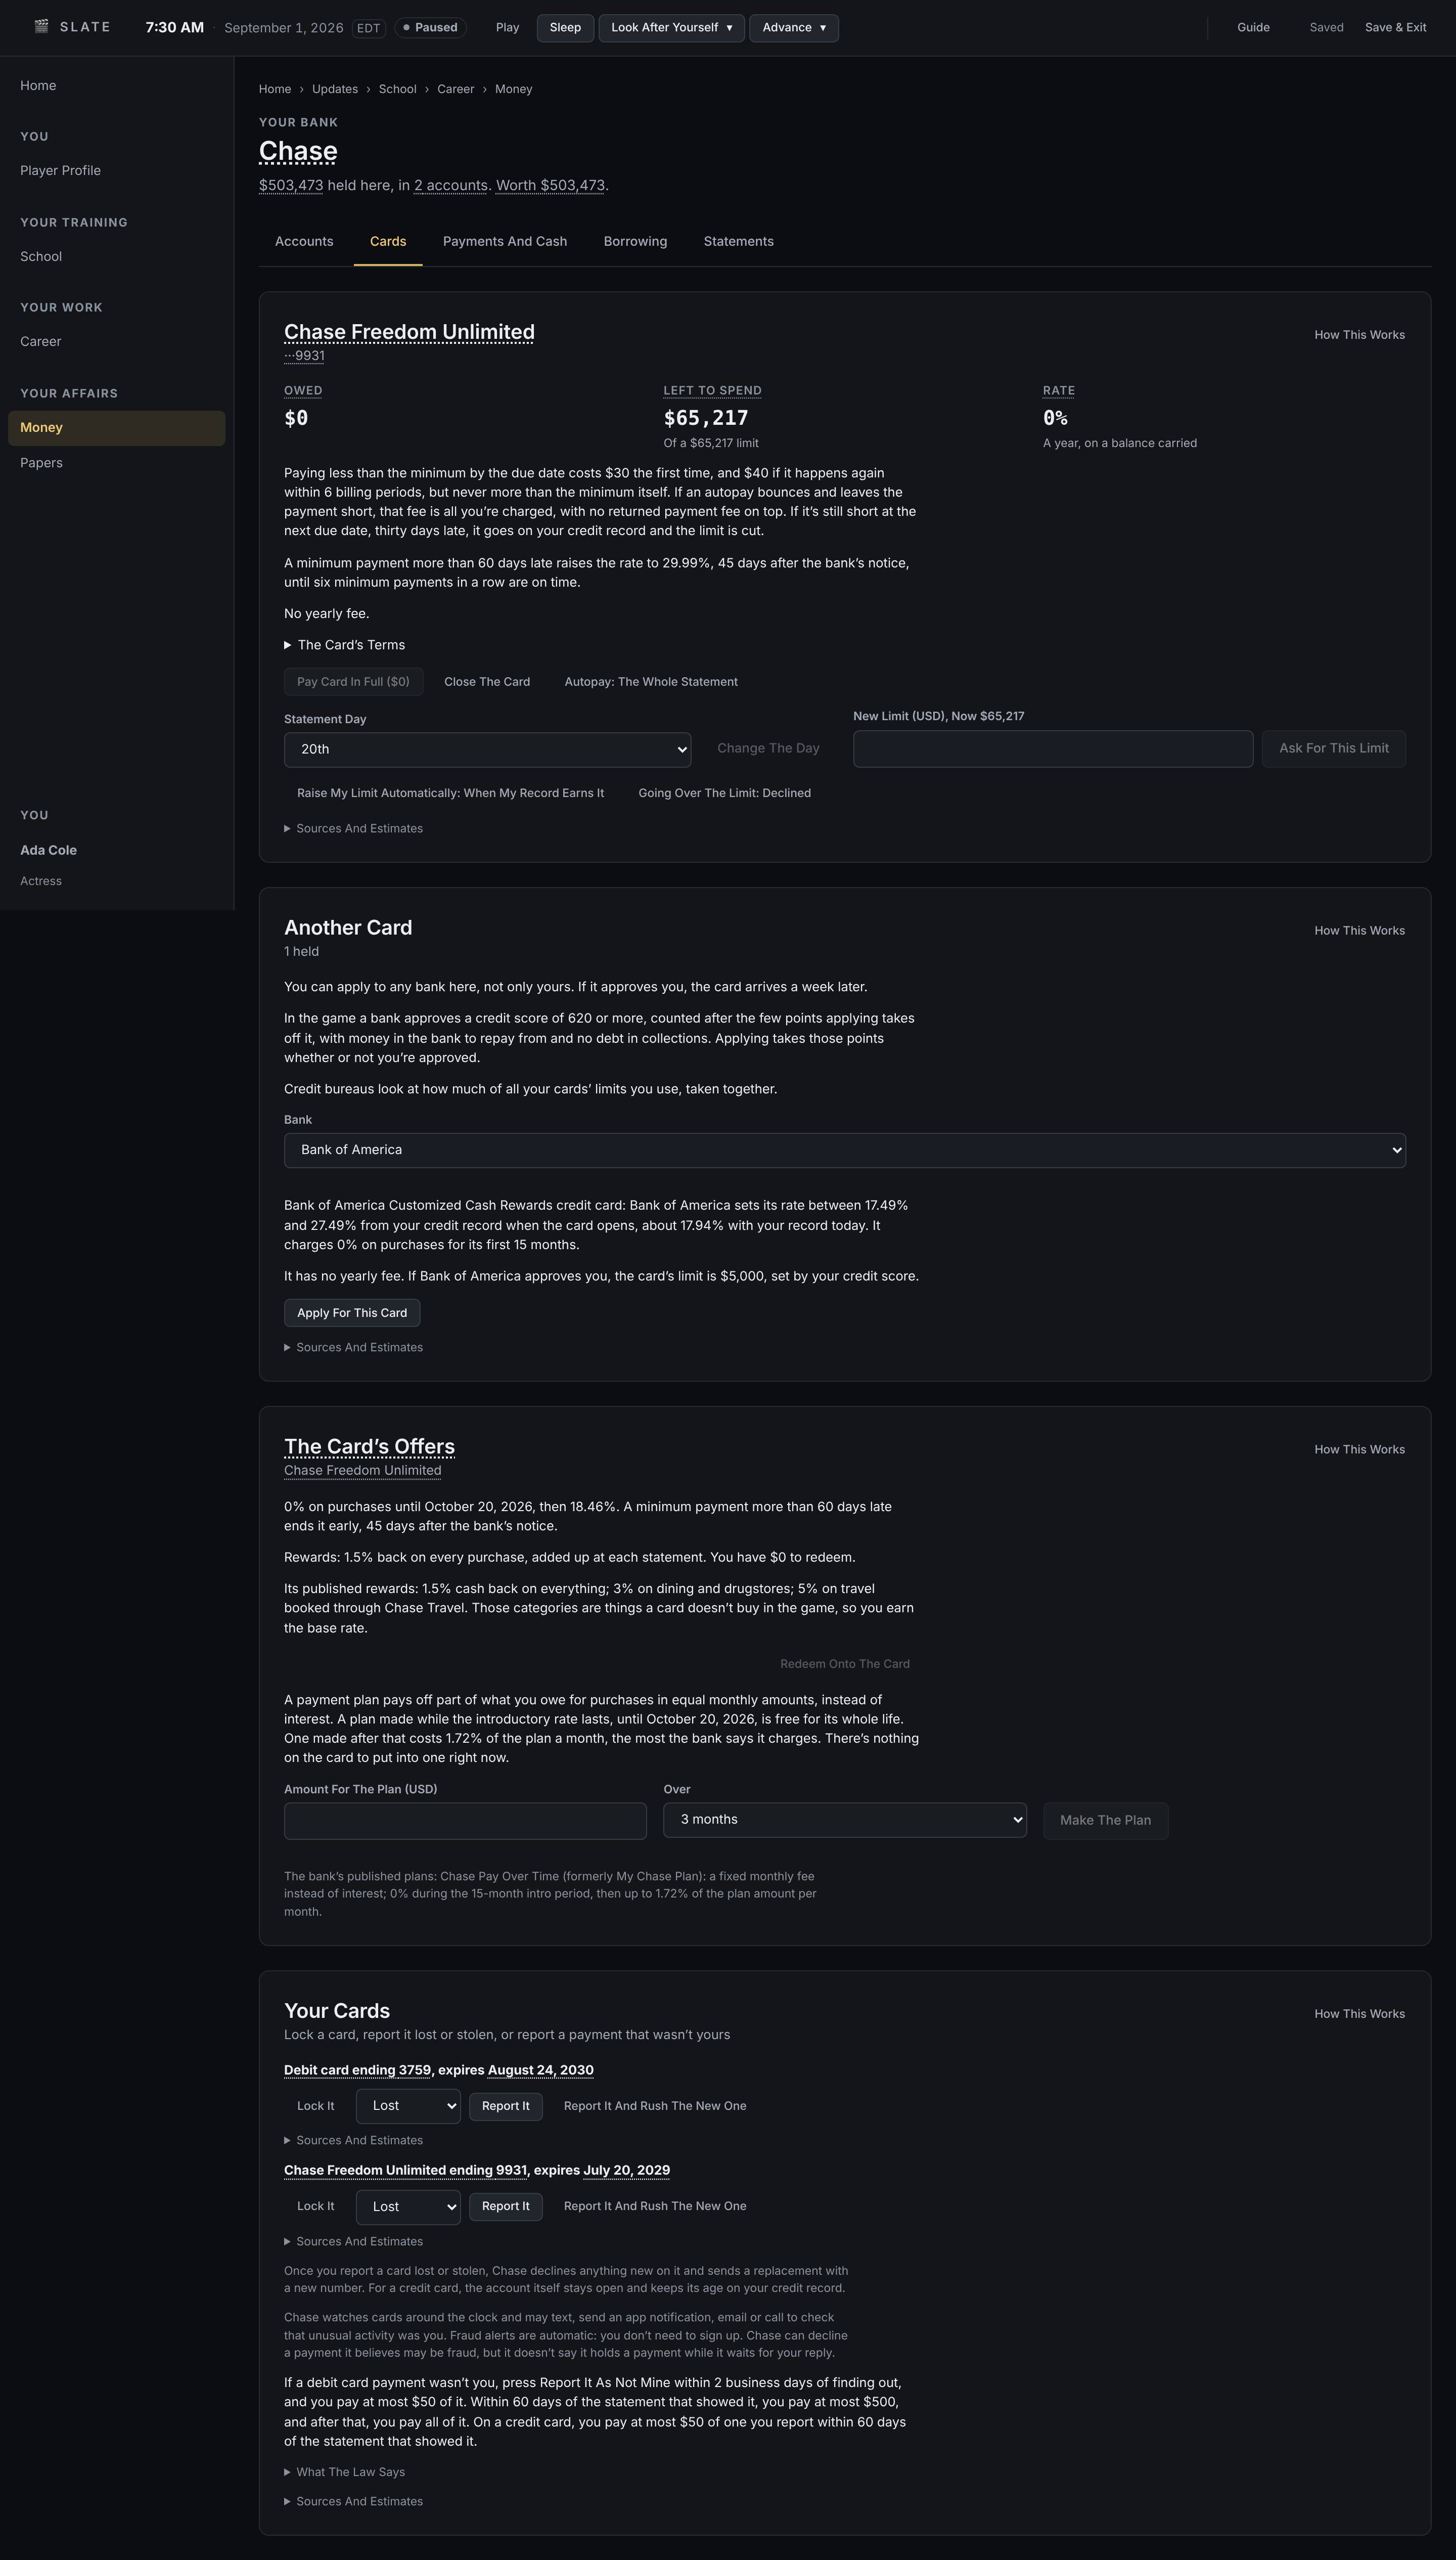 SLATE
7:30 AM · September 1, 2026 EDT Paused Play Sleep Look After Yourself Advance Guide Saved Save & Exit
Home
YOU
Player Profile
YOUR TRAINING
School
YOUR WORK
Career
YOUR AFFAIRS
Money
Papers
YOU
Ada Cole
Actress
Home › Updates › School › Career › Money
YOUR BANK
Chase
$503,473 held here, in 2 accounts. Worth $503,473.
Accounts Cards Payments And Cash Borrowing Statements
Chase Freedom Unlimited
How This Works
···9931
OWED LEFT TO SPEND RATE
$0 $65,217 0%
Of a $65,217 limit A year, on a balance carried
Paying less than the minimum by the due date costs $30 the first time, and $40 if it happens again
within 6 billing periods, but never more than the minimum itself. If an autopay bounces and leaves the
payment short, that fee is all you’re charged, with no returned payment fee on top. If it’s still short at the
next due date, thirty days late, it goes on your credit record and the limit is cut.
A minimum payment more than 60 days late raises the rate to 29.99%, 45 days after the bank’s notice,
until six minimum payments in a row are on time.
No yearly fee.
The Card’s Terms
Pay Card In Full ($0) Close The Card Autopay: The Whole Statement
Statement Day New Limit (USD), Now $65,217
20th Change The Day Ask For This Limit
Raise My Limit Automatically: When My Record Earns It Going Over The Limit: Declined
Sources And Estimates
Another Card
How This Works
1 held
You can apply to any bank here, not only yours. If it approves you, the card arrives a week later.
In the game a bank approves a credit score of 620 or more, counted after the few points applying takes
off it, with money in the bank to repay from and no debt in collections. Applying takes those points
whether or not you’re approved.
Credit bureaus look at how much of all your cards’ limits you use, taken together.
Bank
Bank of America
Bank of America Customized Cash Rewards credit card: Bank of America sets its rate between 17.49%
and 27.49% from your credit record when the card opens, about 17.94% with your record today. It
charges 0% on purchases for its first 15 months.
It has no yearly fee. If Bank of America approves you, the card’s limit is $5,000, set by your credit score.
Apply For This Card
Sources And Estimates
The Card’s Offers
How This Works
Chase Freedom Unlimited
0% on purchases until October 20, 2026, then 18.46%. A minimum payment more than 60 days late
ends it early, 45 days after the bank’s notice.
Rewards: 1.5% back on every purchase, added up at each statement. You have $0 to redeem.
Its published rewards: 1.5% cash back on everything; 3% on dining and drugstores; 5% on travel
booked through Chase Travel. Those categories are things a card doesn’t buy in the game, so you earn
the base rate.
Redeem Onto The Card
A payment plan pays off part of what you owe for purchases in equal monthly amounts, instead of
interest. A plan made while the introductory rate lasts, until October 20, 2026, is free for its whole life.
One made after that costs 1.72% of the plan a month, the most the bank says it charges. There’s nothing
on the card to put into one right now.
Amount For The Plan (USD) Over
3 months Make The Plan
The bank’s published plans: Chase Pay Over Time (formerly My Chase Plan): a fixed monthly fee
instead of interest; 0% during the 15-month intro period, then up to 1.72% of the plan amount per
month.
Your Cards
How This Works
Lock a card, report it lost or stolen, or report a payment that wasn’t yours
Debit card ending 3759, expires August 24, 2030
Lock It Lost Report It Report It And Rush The New One
Sources And Estimates
Chase Freedom Unlimited ending 9931, expires July 20, 2029
Lock It Lost Report It Report It And Rush The New One
Sources And Estimates
Once you report a card lost or stolen, Chase declines anything new on it and sends a replacement with
a new number. For a credit card, the account itself stays open and keeps its age on your credit record.
Chase watches cards around the clock and may text, send an app notification, email or call to check
that unusual activity was you. Fraud alerts are automatic: you don’t need to sign up. Chase can decline
a payment it believes may be fraud, but it doesn’t say it holds a payment while it waits for your reply.
If a debit card payment wasn’t you, press Report It As Not Mine within 2 business days of finding out,
and you pay at most $50 of it. Within 60 days of the statement that showed it, you pay at most $500,
and after that, you pay all of it. On a credit card, you pay at most $50 of one you report within 60 days
of the statement that showed it.
What The Law Says
Sources And Estimates